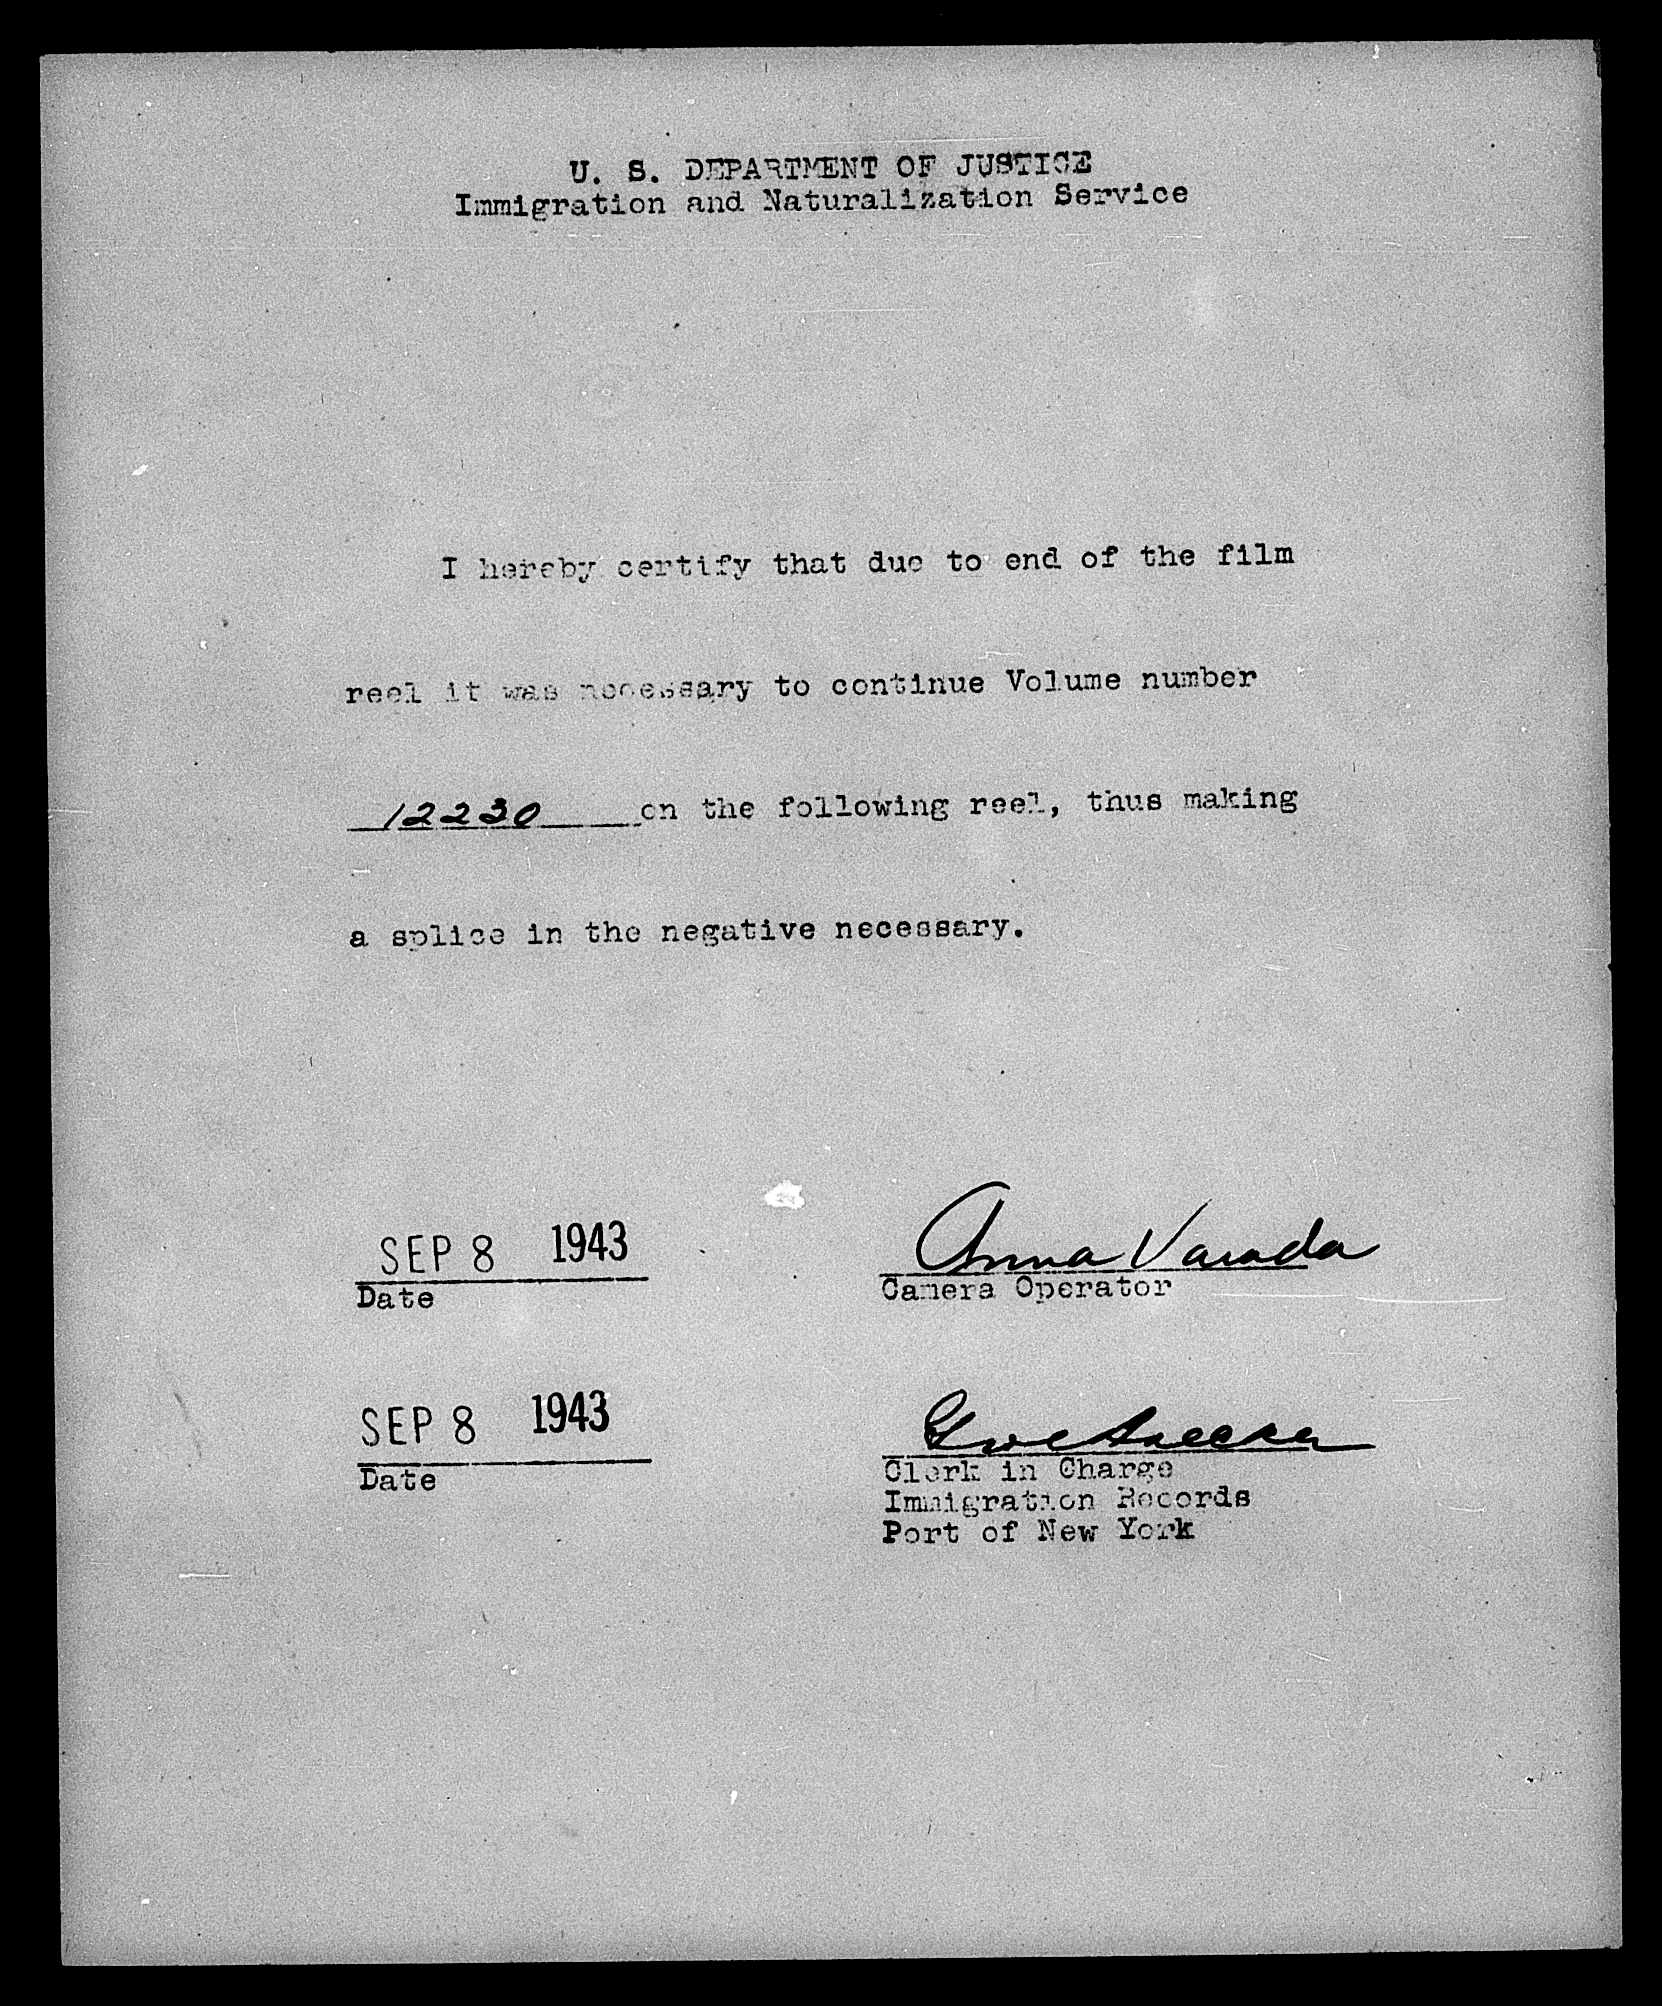 U. S. DEPARTMENT OF JUSTICE
Immigration and Naturalization Service
I hereby certify that due to end of the film
reel it was necessary to continue Volume number
12230 on the following reel, thus making
a splice in the negative necessary.
SEP 8 1943
Date
Anna Varada
Camera Operator
SEP 8 1943
Date
Clerk in Charge
Immigration Records
Port of New York